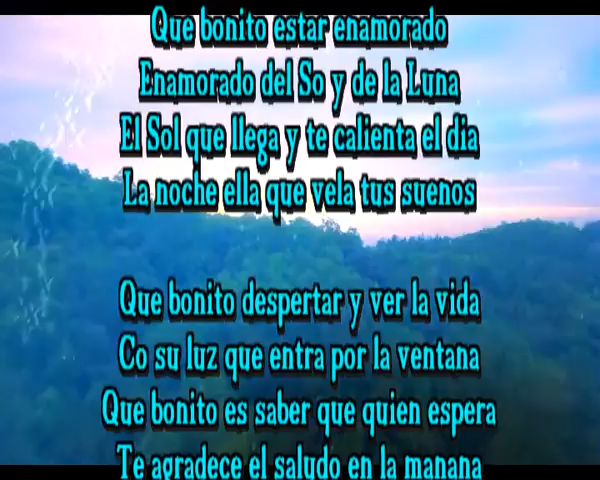 Que bonito estar enamorado
Enamorado del So y de la Luna
El Sol que llega y te calienta el dia
La noche ella que vela tus suenos
Que bonito despertar y ver la vida
Co su luz que entra por la ventana
Que bonito es saber que quien espera
Te agradece el saludo en la manana